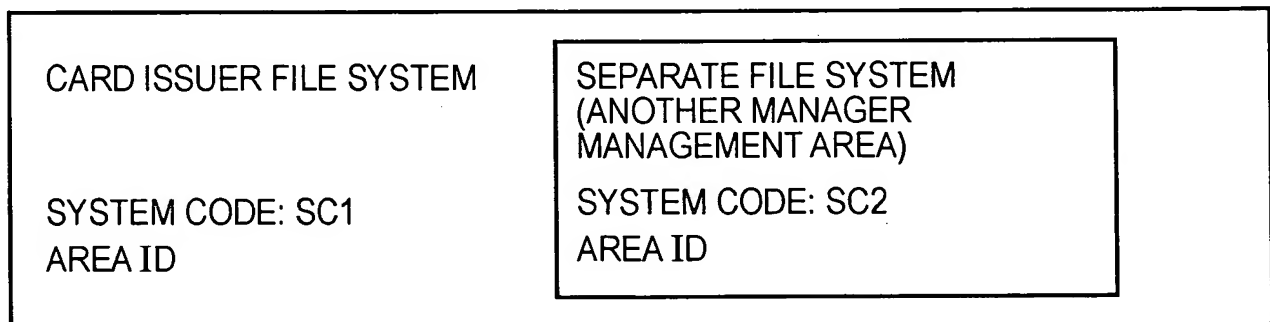 CARD ISSUER FILE SYSTEM
SYSTEM CODE: SC1
AREA ID
SEPARATE FILE SYSTEM
(ANOTHER MANAGER
MANAGEMENT AREA)
SYSTEM CODE: SC2
AREA ID